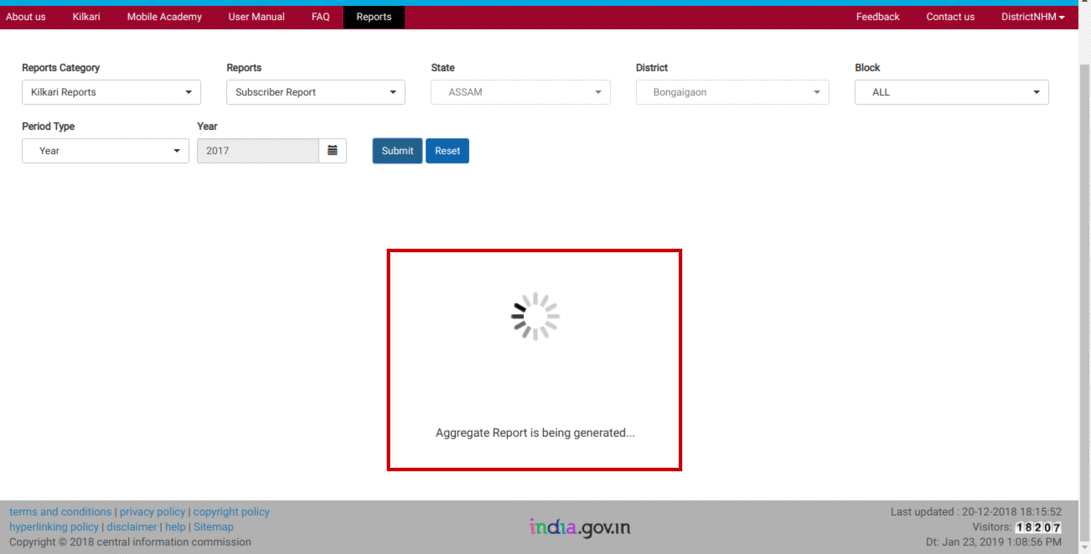 About us Kilkari Mobile Academy User Manual FAQ Reports Feedback Contact us DistrictNHM
Reports Category Reports State District Block
Kilkari Reports Subscriber Report ASSAM Bongaigaon ALL
Period Type Year
Year 2017 Submit Reset
Aggregate Report is being generated...
terms and conditions | privacy policy | copyright policy
hyperlinking policy | disclaimer | help | Sitemap
Copyright © 2018 central information commission
india.gov.in
Last updated : 20-12-2018 18:15:52
Visitors: 18207
Dt: Jan 23, 2019 1:08:56 PM